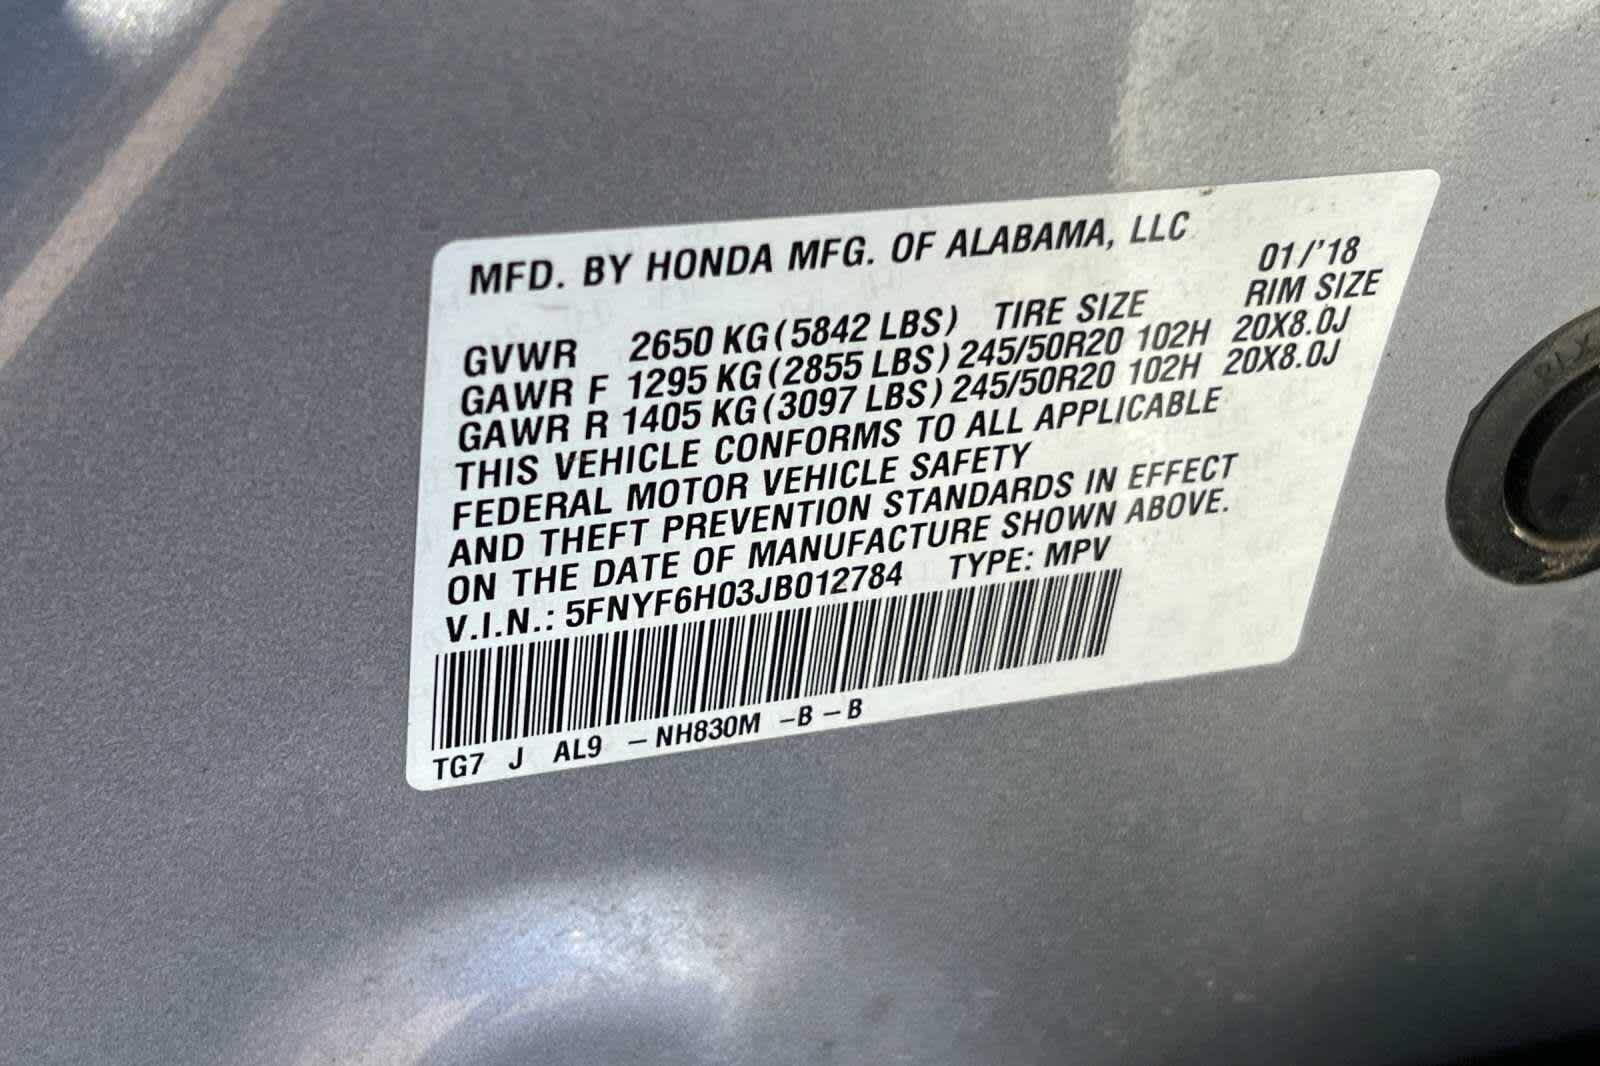 MFD. BY HONDA MFG. OF ALABAMA, LLC
01/'18
GVWR 2650 KG (5842 LBS) TIRE SIZE RIM SIZE
GAWR F 1295 KG (2855 LBS) 245/50R20 102H 20X8.0J
GAWR R 1405 KG (3097 LBS) 245/50R20 102H 20X8.0J
THIS VEHICLE CONFORMS TO ALL APPLICABLE
FEDERAL MOTOR VEHICLE SAFETY
AND THEFT PREVENTION STANDARDS IN EFFECT
ON THE DATE OF MANUFACTURE SHOWN ABOVE.
V.I.N.: 5FNYF6H03JB012784 TYPE: MPV
TG7 J AL9 -NH830M -B-B